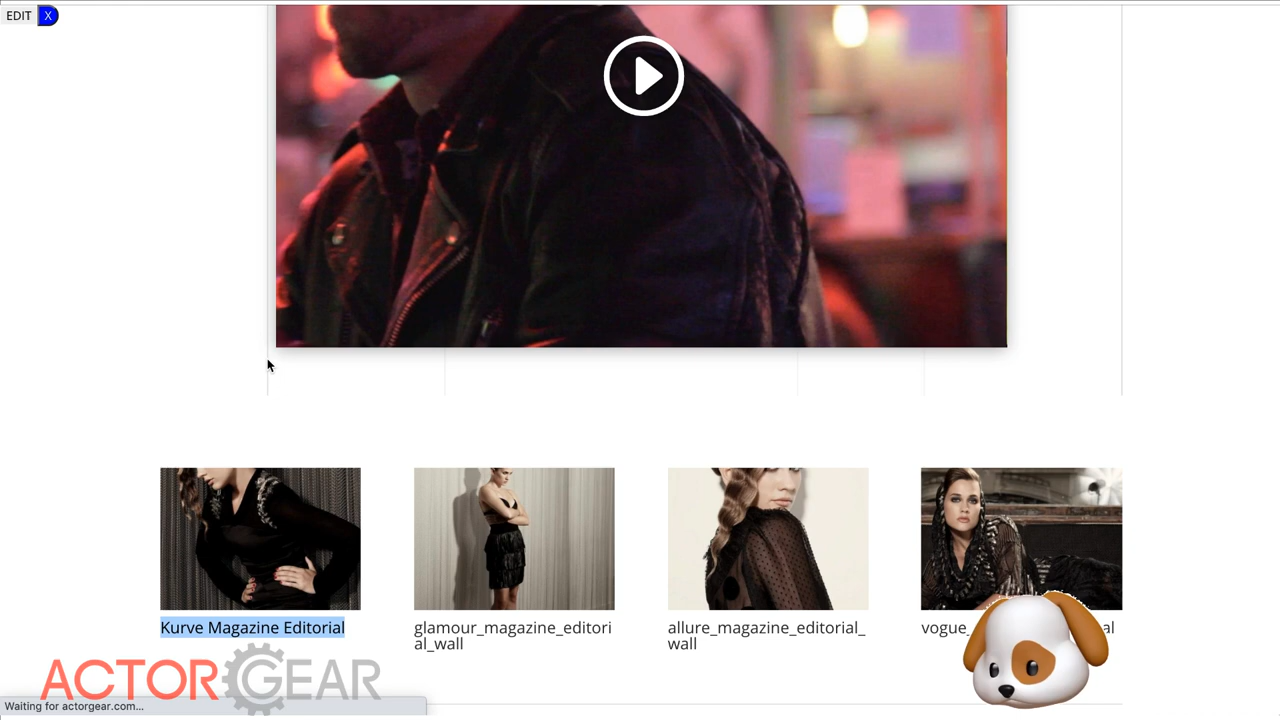 EDIT X
Kurve Magazine Editorial
glamour_magazine_editori
al_wall
allure_magazine_editorial_
wall
vogue_ al
ACTORGEAR
Waiting for actorgear.com...